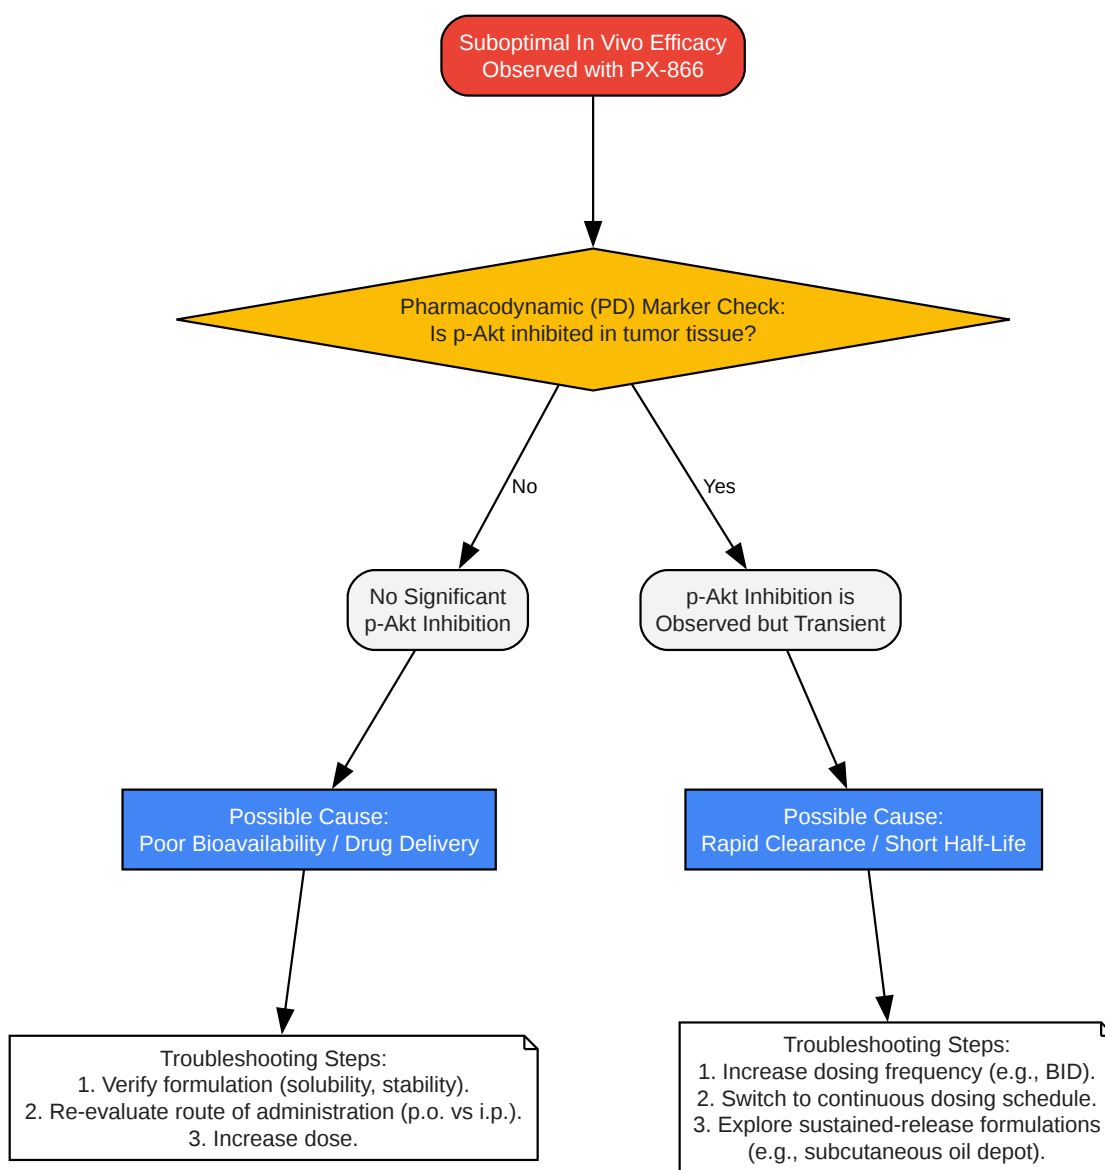 Suboptimal In Vivo Efficacy
Observed with PX-866
Pharmacodynamic (PD) Marker Check:
Is p-Akt inhibited in tumor tissue?
No
Yes
No Significant
p-Akt Inhibition
p-Akt Inhibition is
Observed but Transient
Possible Cause:
Poor Bioavailability / Drug Delivery
Possible Cause:
Rapid Clearance / Short Half-Life
Troubleshooting Steps:
1. Verify formulation (solubility, stability).
2. Re-evaluate route of administration (p.o. vs i.p.).
3. Increase dose.
Troubleshooting Steps:
1. Increase dosing frequency (e.g., BID).
2. Switch to continuous dosing schedule.
3. Explore sustained-release formulations
(e.g., subcutaneous oil depot).